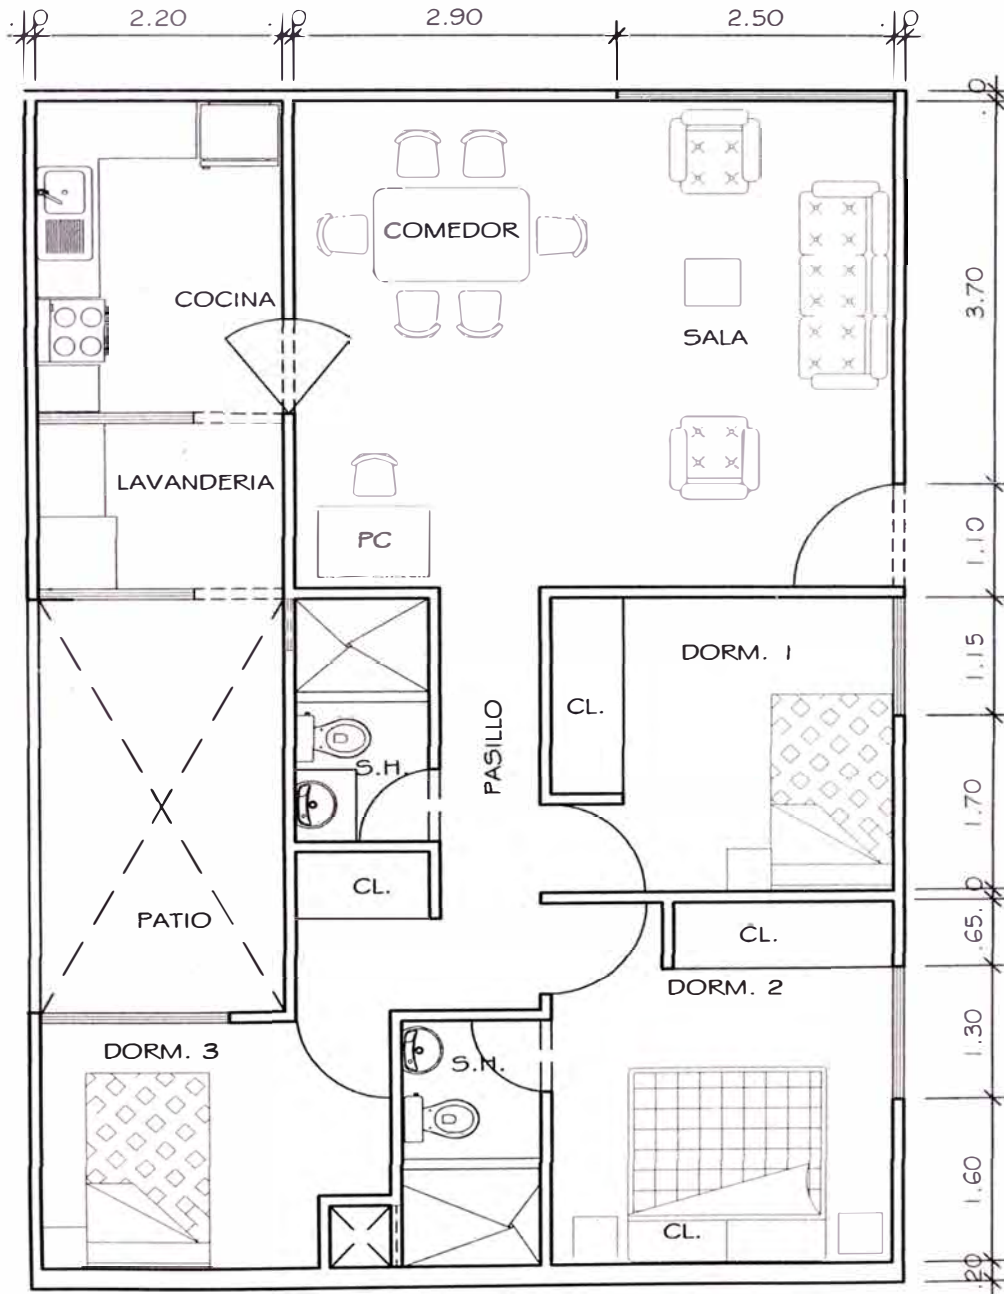 2.20 2.90 2.50
COMEDOR
COCINA
SALA
3.70
LAVANDERIA
PC
1.10
DORM. 1
1.15
CL.
PASILLO
S.H.
1.70
CL.
PATIO
CL.
.65
DORM. 2
DORM. 3
S.H.
1.30
1.60
CL.
.20